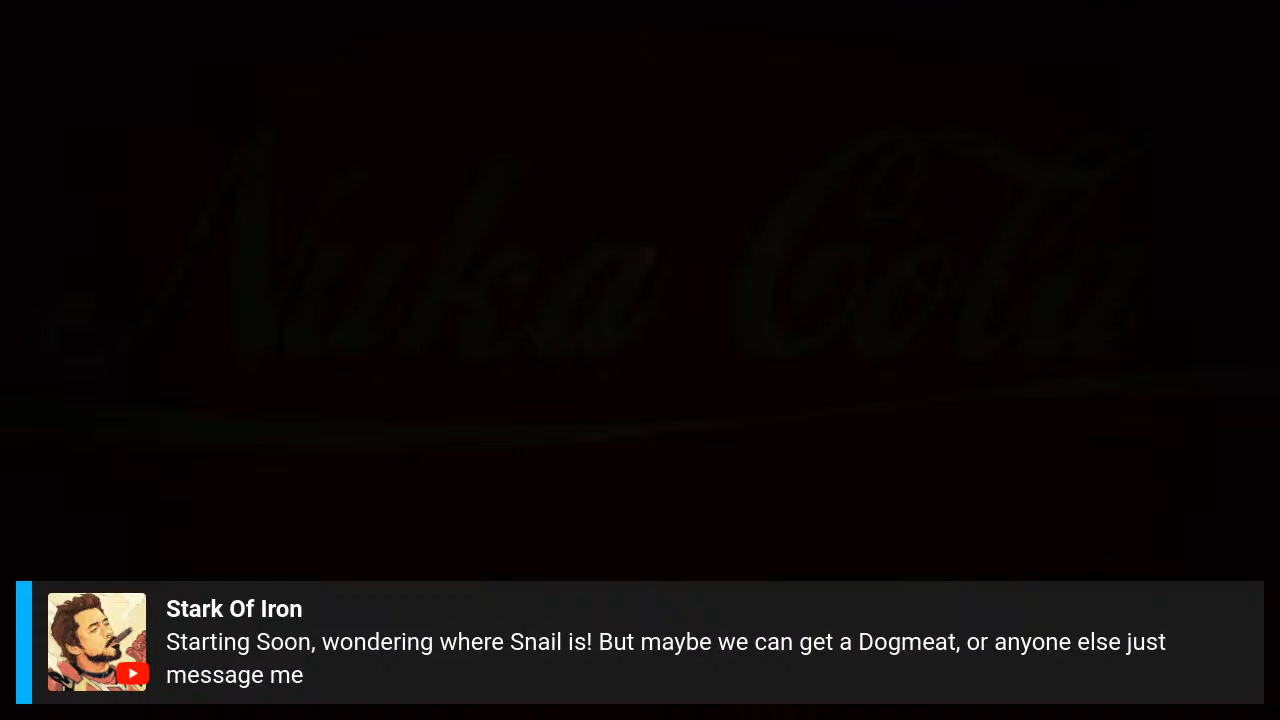 Nuka Cola
Stark Of Iron
Starting Soon, wondering where Snail is! But maybe we can get a Dogmeat, or anyone else just
message me